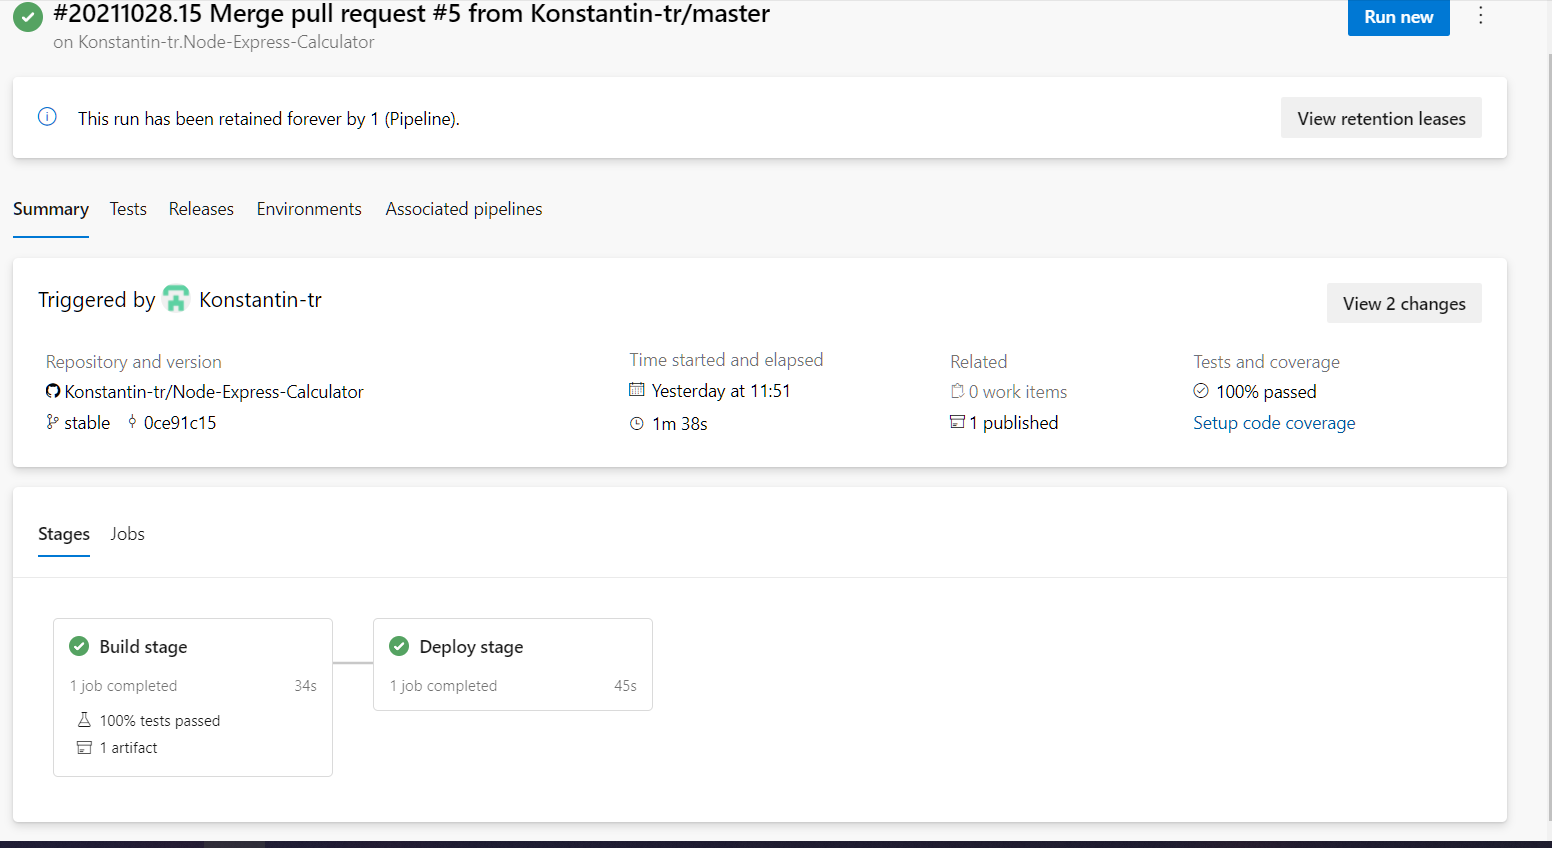 #20211028.15 Merge pull request #5 from Konstantin-tr/master
Run new
on Konstantin-tr.Node-Express-Calculator
This run has been retained forever by 1 (Pipeline).
View retention leases
Summary Tests Releases Environments Associated pipelines
Triggered by Konstantin-tr
View 2 changes
Repository and version
Konstantin-tr/Node-Express-Calculator
stable 0ce91c15
Time started and elapsed
Yesterday at 11:51
1m 38s
Related
0 work items
1 published
Tests and coverage
100% passed
Setup code coverage
Stages Jobs
Build stage
1 job completed 34s
100% tests passed
1 artifact
Deploy stage
1 job completed 45s